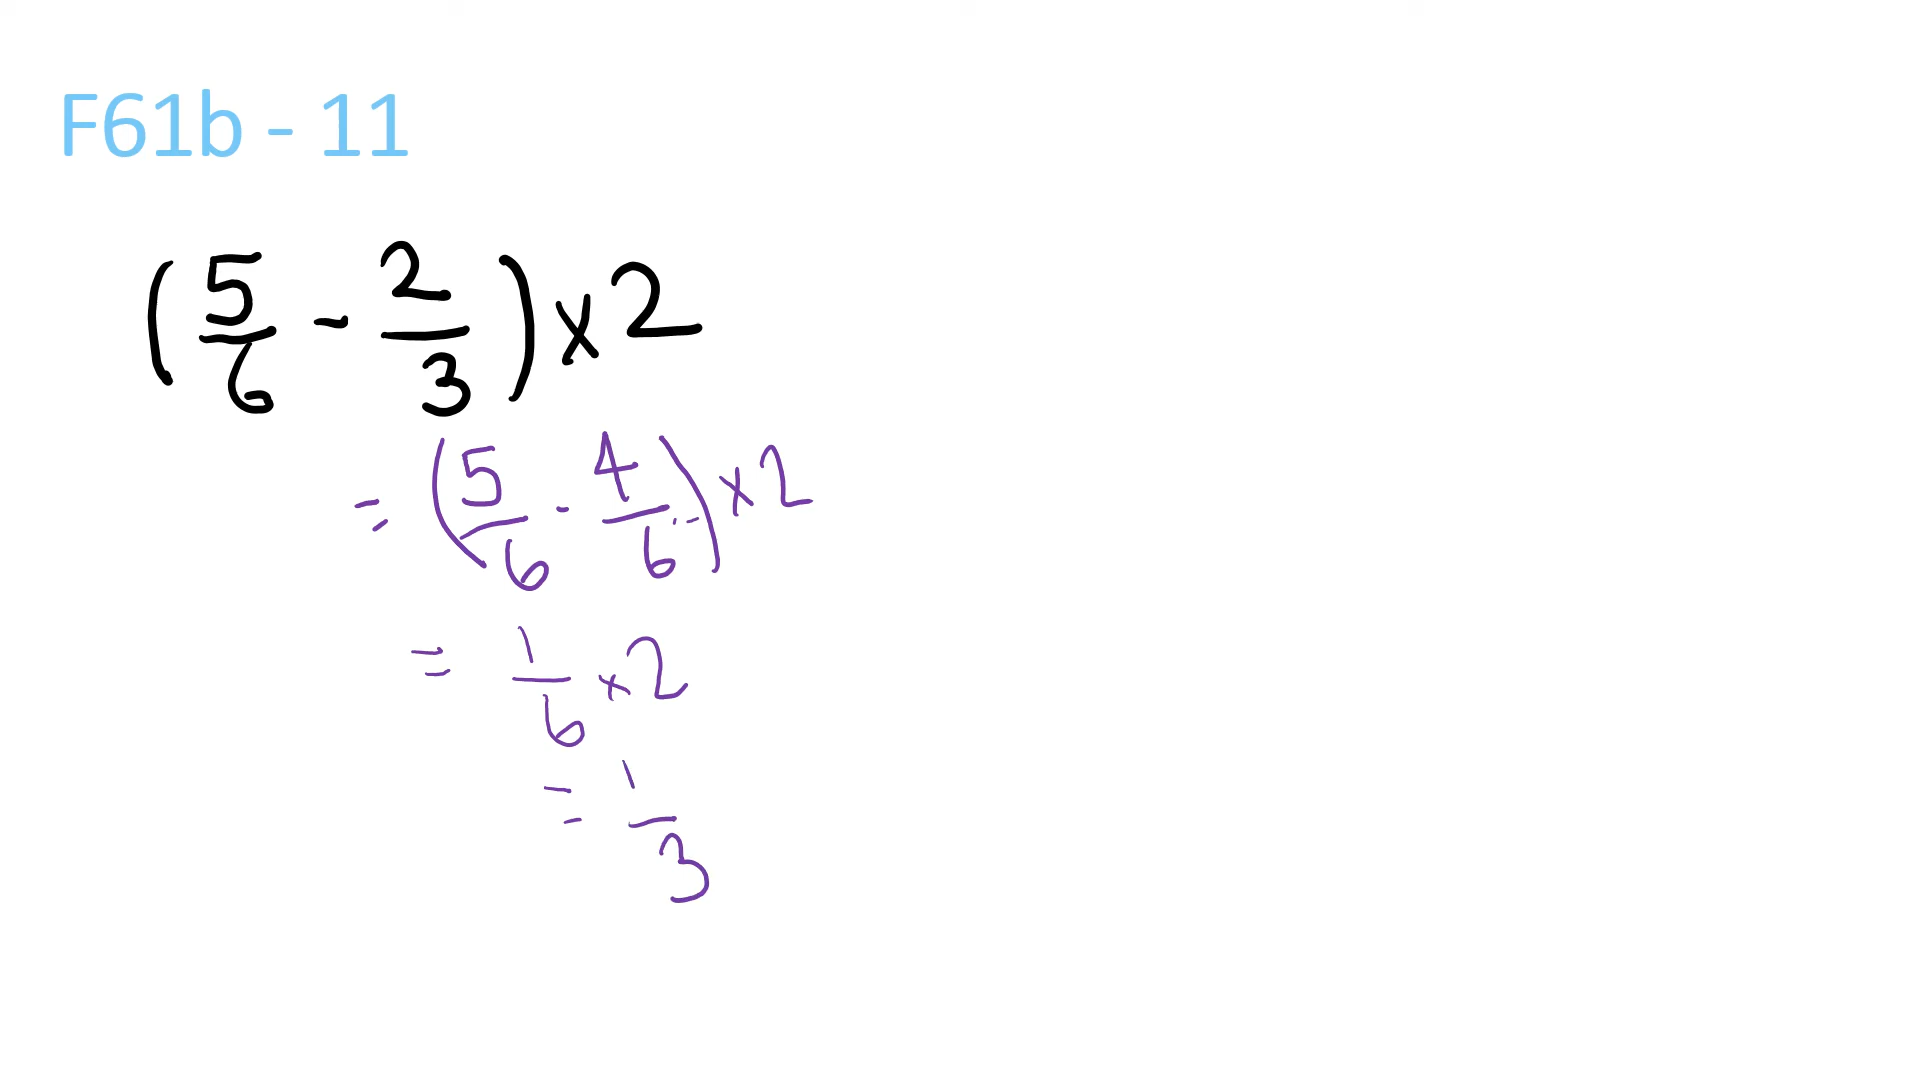 F61b - 11
(5/6 - 2/3) × 2
= (5/6 - 4/6) × 2
= 1/6 × 2
= 1/3